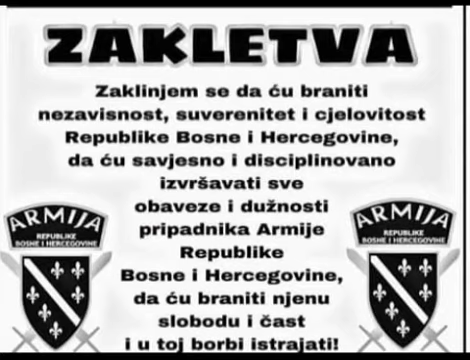 ZAKLETVA
Zaklinjem se da ću braniti
nezavisnost, suverenitet i cjelovitost
Republike Bosne i Hercegovine,
da ću savjesno i disciplinovano
izvršavati sve
obaveze i dužnosti
pripadnika Armije
Republike
Bosne i Hercegovine,
da ću braniti njenu
slobodu i čast
i u toj borbi istrajati!
ARMIJA
REPUBLIKE
BOSNE I HERCEGOVINE
ARMIJA
REPUBLIKE
BOSNE I HERCEGOVINE